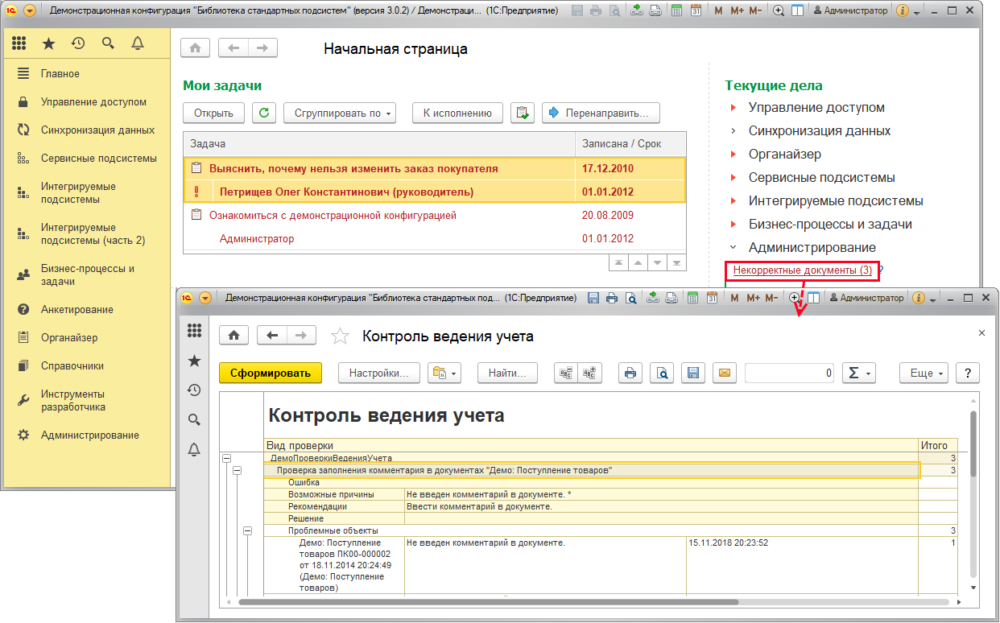 Демонстрационная конфигурация "Библиотека стандартных подсистем" (версия 3.0.2) / Демонстраци... (1С:Предприятие)
M M+ M- Администратор
Начальная страница
Главное
Управление доступом
Синхронизация данных
Сервисные подсистемы
Интегрируемые
подсистемы
Интегрируемые
подсистемы (часть 2)
Бизнес-процессы и
задачи
Анкетирование
Органайзер
Справочники
Инструменты
разработчика
Администрирование
Мои задачи
Открыть Сгруппировать по К исполнению Перенаправить...
Задача Записана / Срок
Выяснить, почему нельзя изменить заказ покупателя 17.12.2010
Петрищев Олег Константинович (руководитель) 01.01.2012
Ознакомиться с демонстрационной конфигурацией 20.08.2009
Администратор 01.01.2012
Текущие дела
Управление доступом
Синхронизация данных
Органайзер
Сервисные подсистемы
Интегрируемые подсистемы
Бизнес-процессы и задачи
Администрирование
Некорректные документы (3) ?
Демонстрационная конфигурация "Библиотека стандартных под... (1С:Предприятие)
M M+ M- Администратор
Контроль ведения учета
Сформировать Настройки... Найти... 0 Σ Еще ?
Контроль ведения учета
Вид проверки Итого
ДемоПроверкиВеденияУчета 3
Проверка заполнения комментария в документах "Демо: Поступление товаров" 3
Ошибка
Возможные причины Не введен комментарий в документе. *
Рекомендации Ввести комментарий в документе.
Решение
Проблемные объекты 3
Демо: Поступление Не введен комментарий в документе. 15.11.2018 20:23:52 1
товаров ПК00-000002
от 18.11.2014 20:24:49
(Демо: Поступление
товаров)